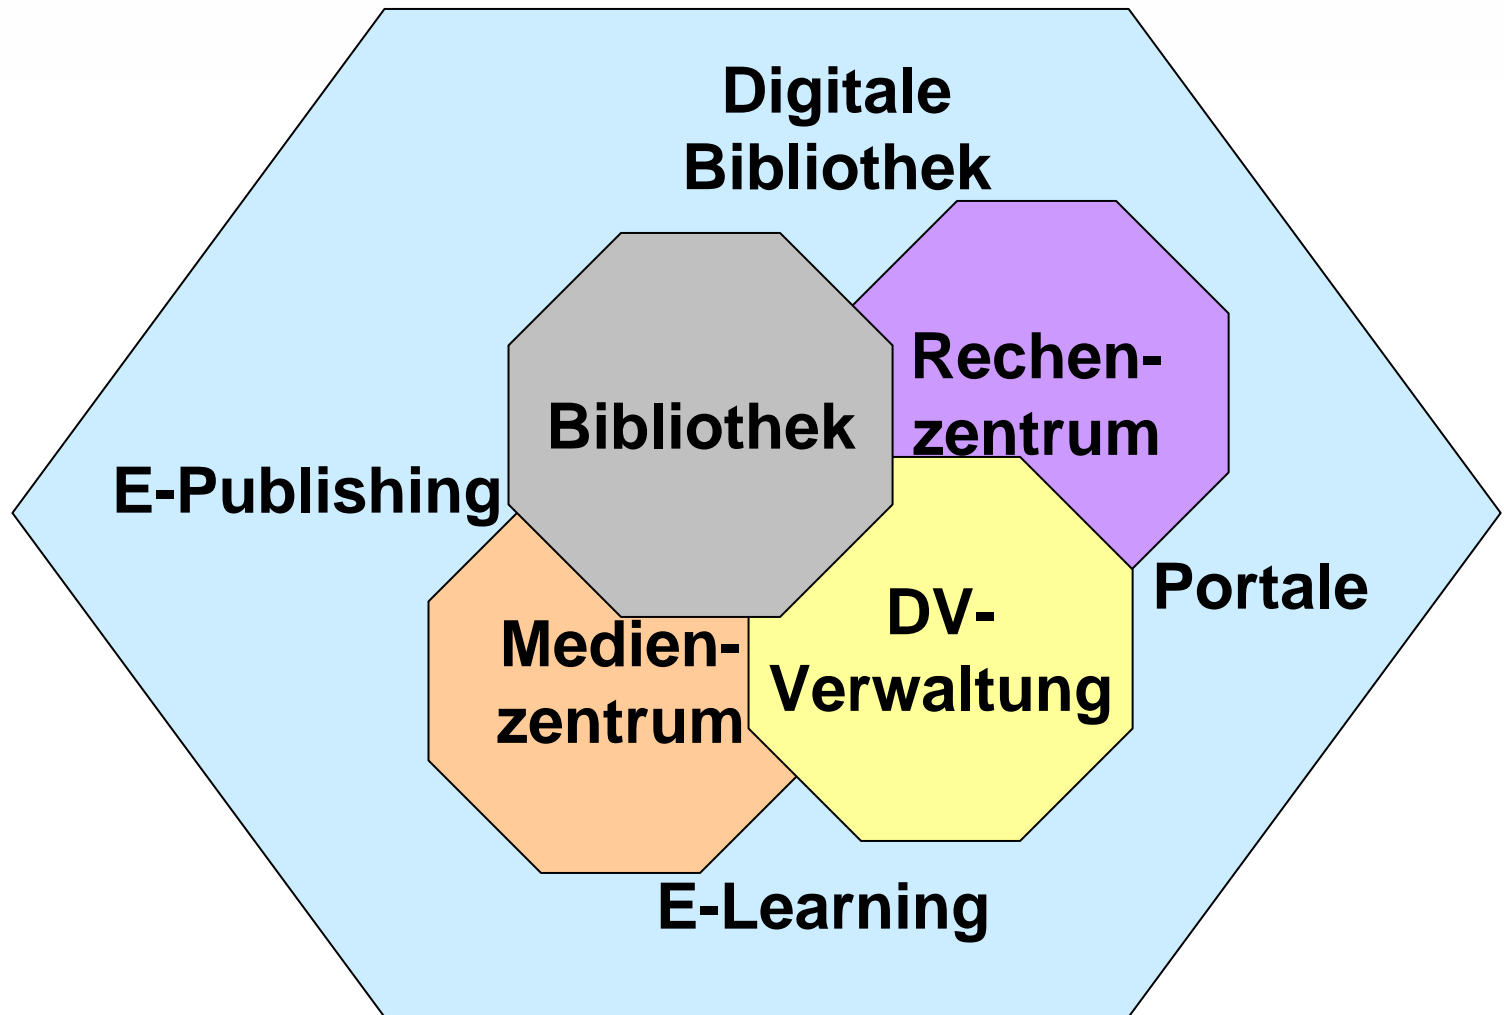 Digitale
Bibliothek
Rechen-
zentrum
Bibliothek
E-Publishing
Portale
DV-
Verwaltung
Medien-
zentrum
E-Learning